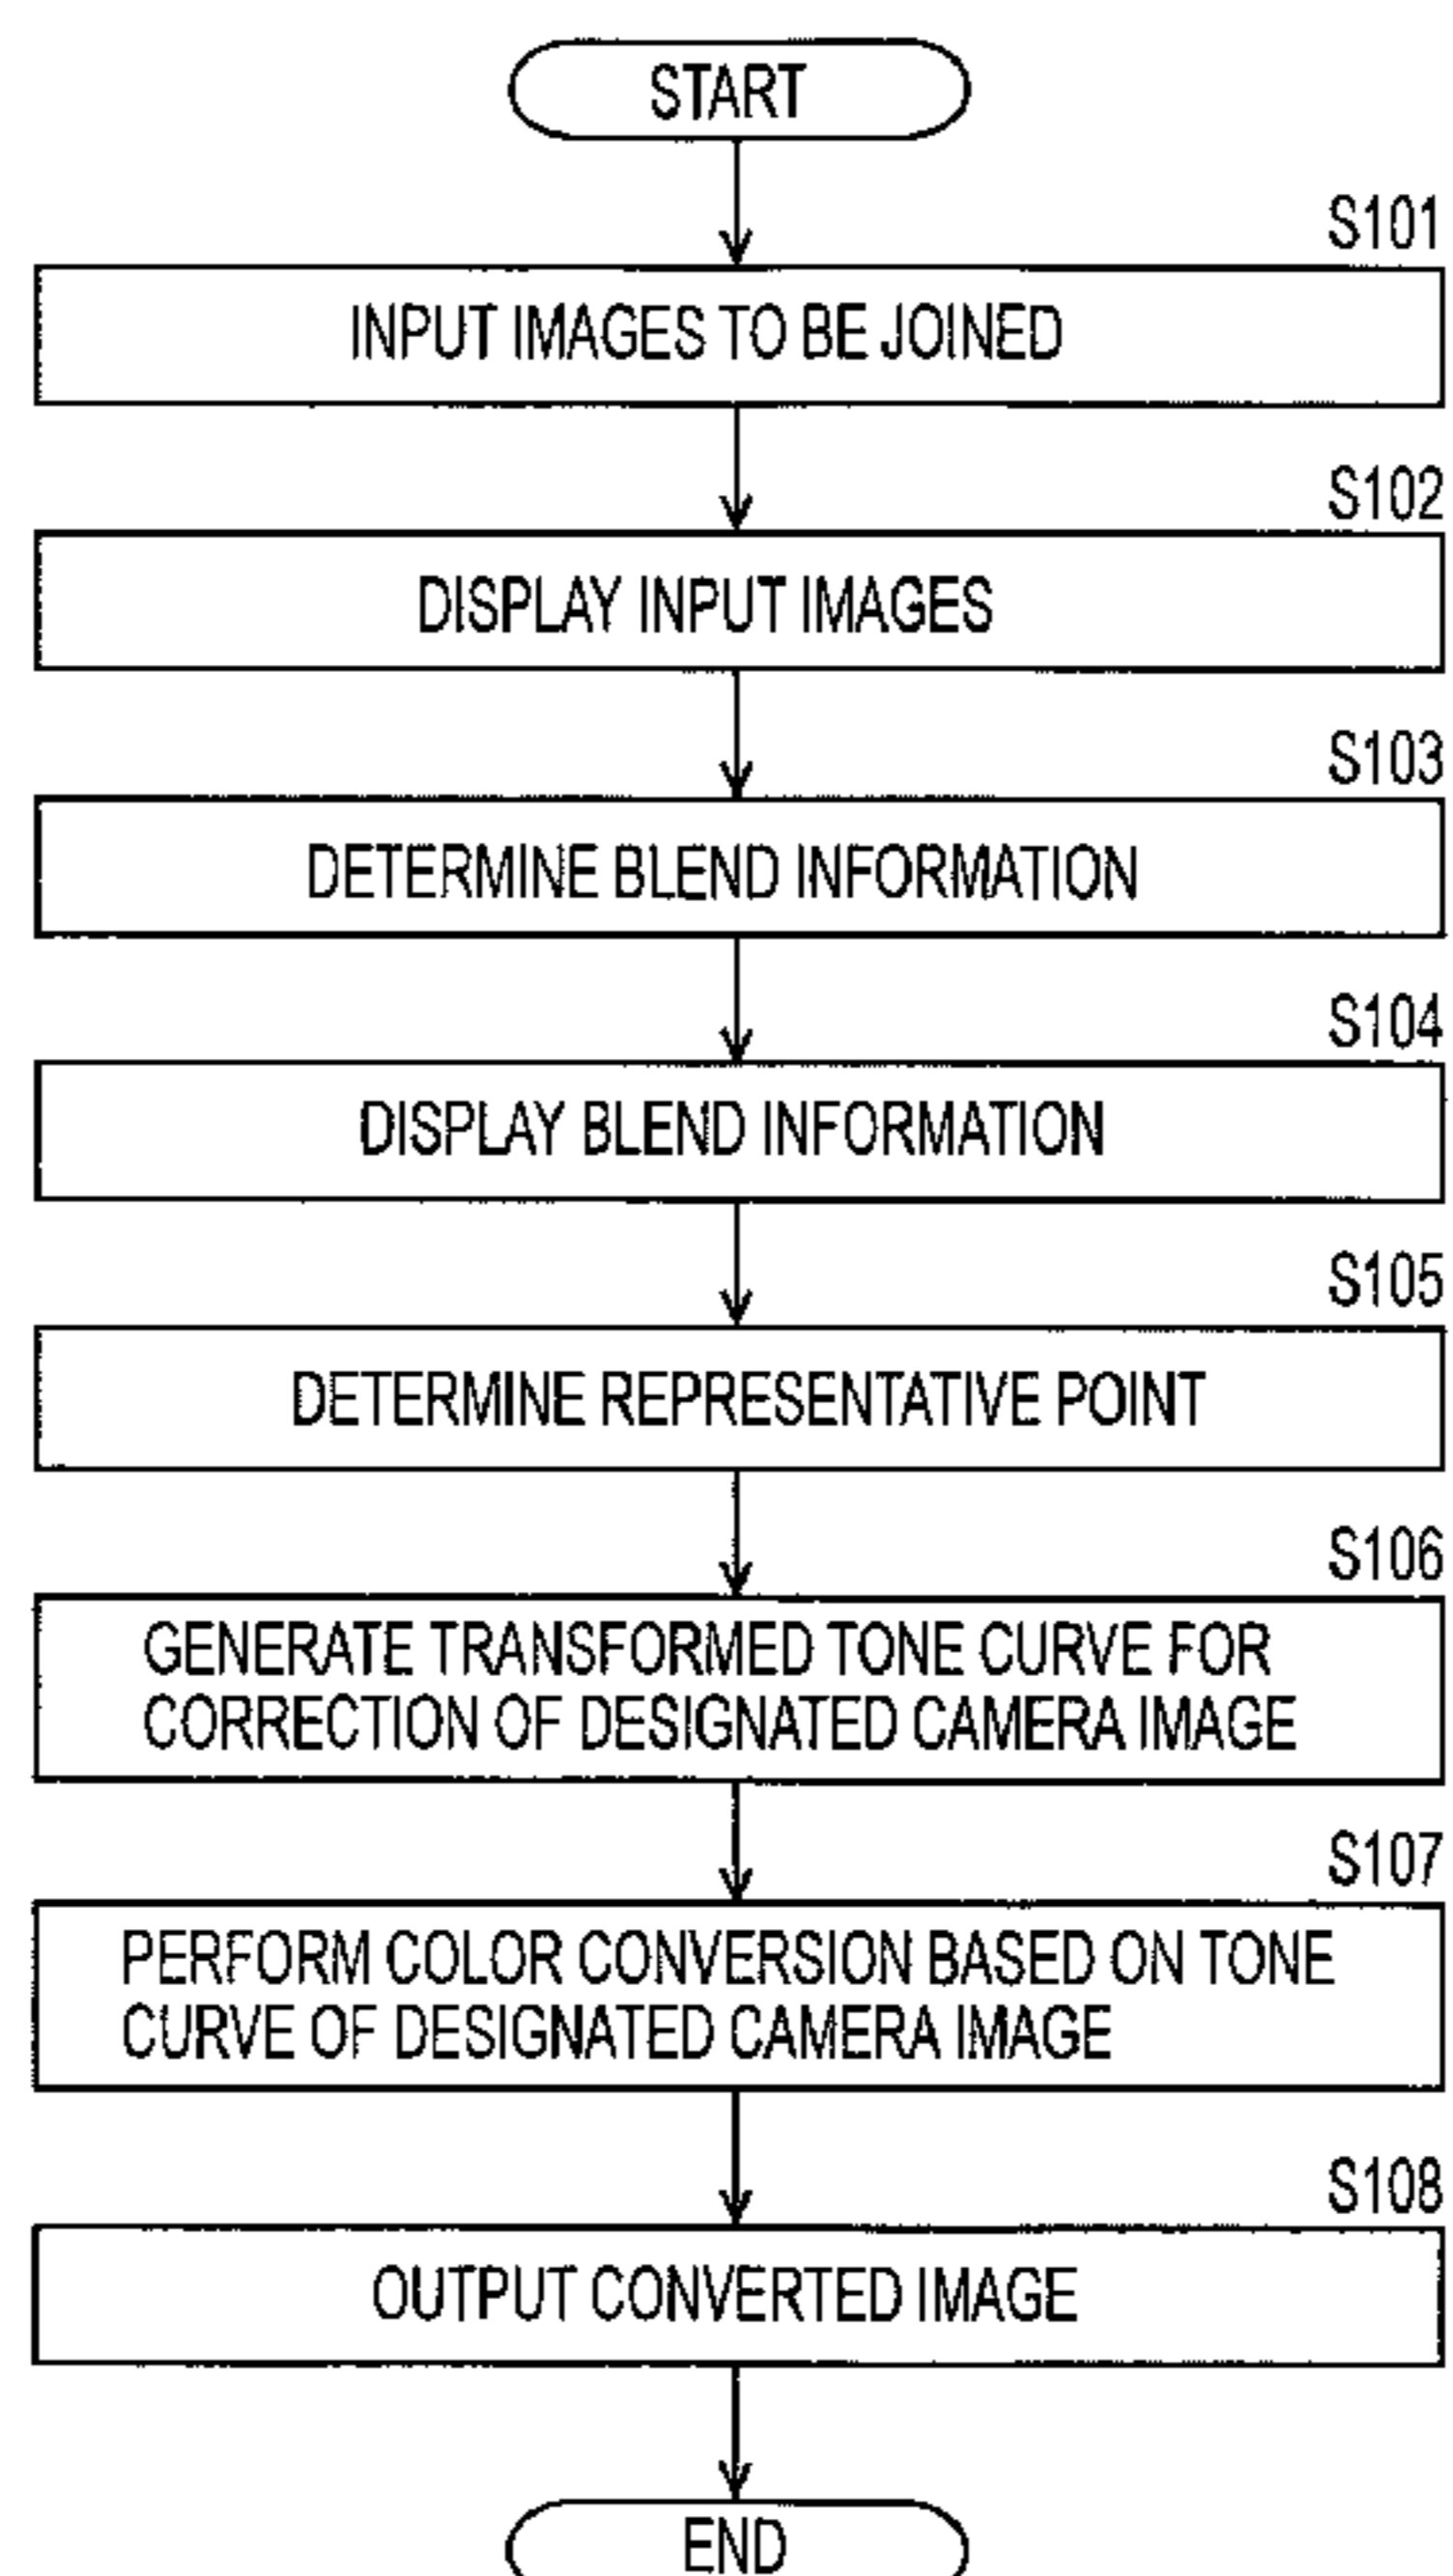 START
S101
INPUT IMAGES TO BE JOINED
S102
DISPLAY INPUT IMAGES
S103
DETERMINE BLEND INFORMATION
S104
DISPLAY BLEND INFORMATION
S105
DETERMINE REPRESENTATIVE POINT
S106
GENERATE TRANSFORMED TONE CURVE FOR
CORRECTION OF DESIGNATED CAMERA IMAGE
S107
PERFORM COLOR CONVERSION BASED ON TONE
CURVE OF DESIGNATED CAMERA IMAGE
S108
OUTPUT CONVERTED IMAGE
END